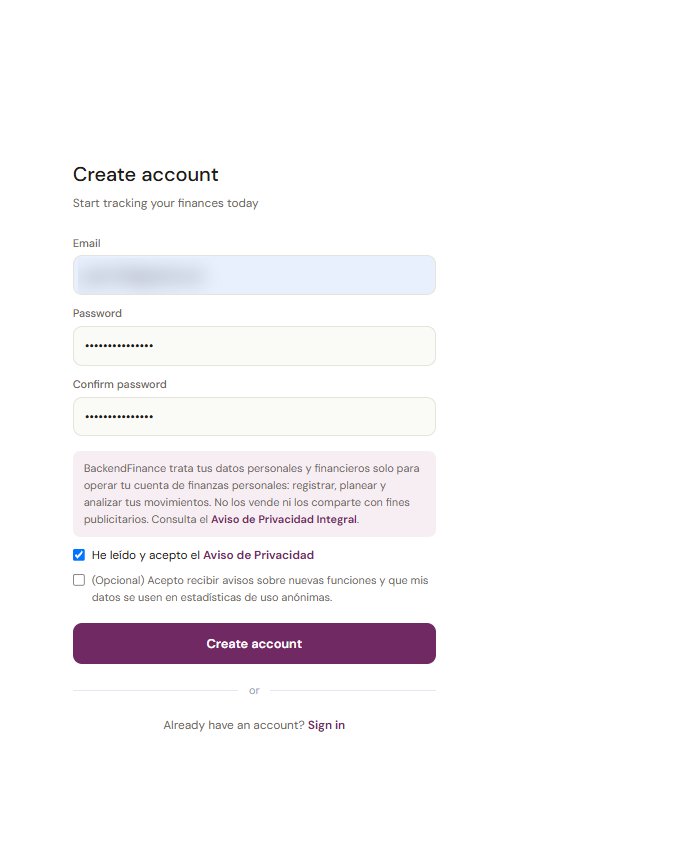 Create account
Start tracking your finances today
Email
Password
••••••••••••••• 
Confirm password
•••••••••••••••
BackendFinance trata tus datos personales y financieros solo para
operar tu cuenta de finanzas personales: registrar, planear y
analizar tus movimientos. No los vende ni los comparte con fines
publicitarios. Consulta el Aviso de Privacidad Integral.
He leído y acepto el Aviso de Privacidad
(Opcional) Acepto recibir avisos sobre nuevas funciones y que mis
datos se usen en estadísticas de uso anónimas.
Create account
or
Already have an account? Sign in